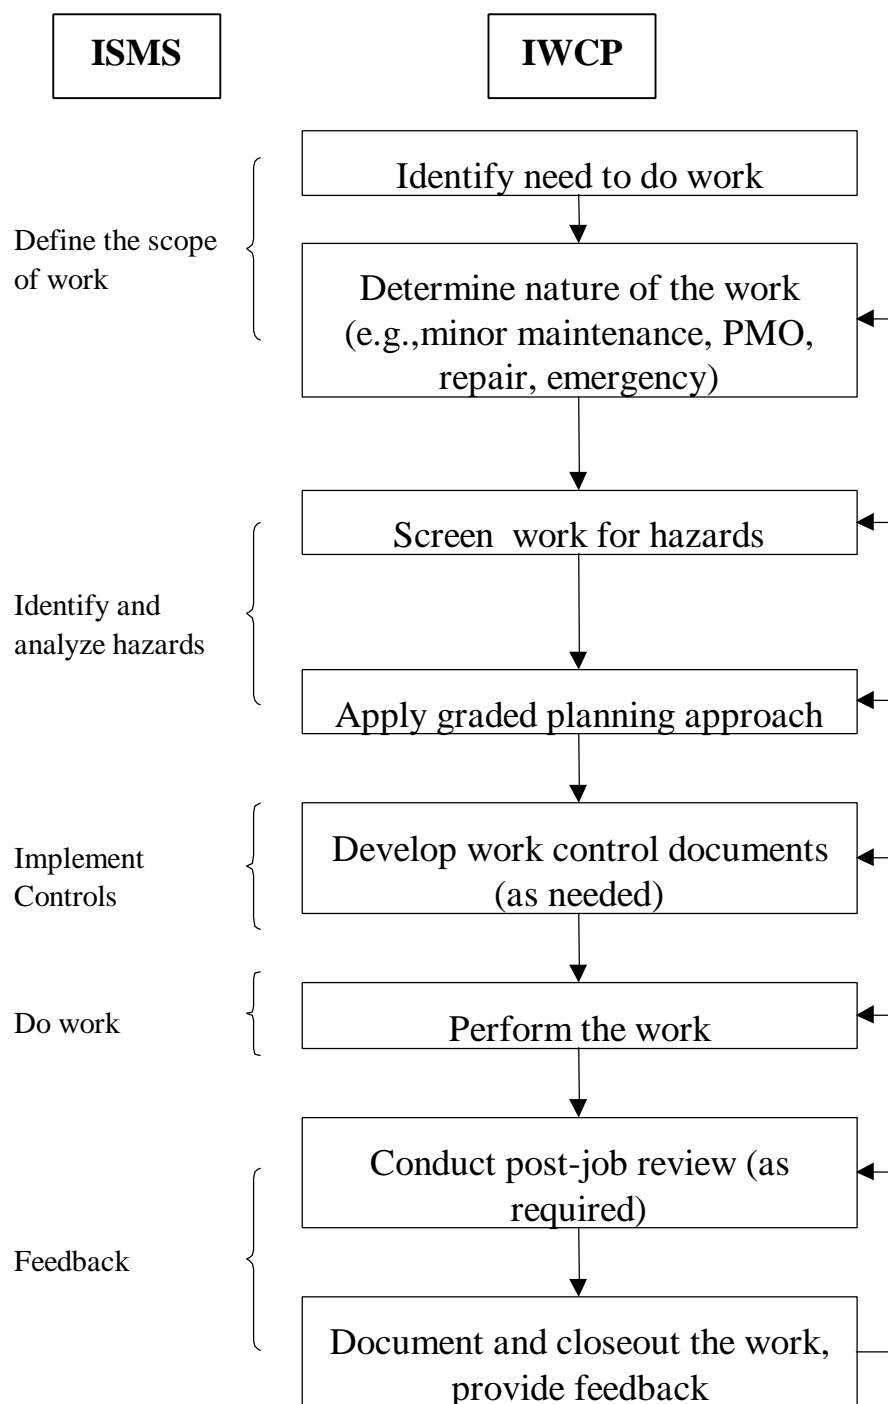 ISMS
IWCP
Identify need to do work
Define the scope
of work
Determine nature of the work
(e.g.,minor maintenance, PMO,
repair, emergency)
Screen  work for hazards
Identify and
analyze hazards
Apply graded planning approach
Implement
Controls
Develop work control documents
(as needed)
Do work
Perform the work
Conduct post-job review (as
required)
Feedback
Document and closeout the work,
provide feedback